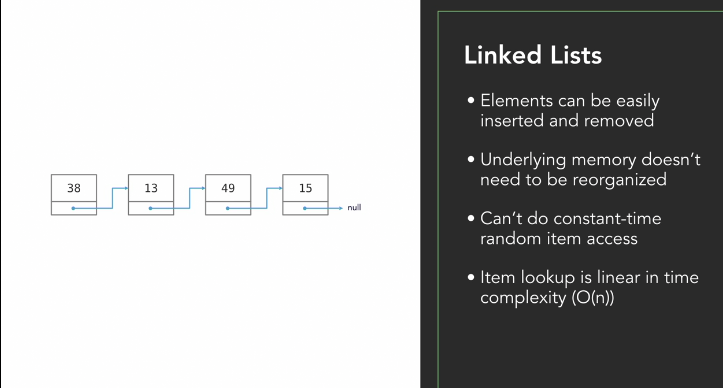 38
13
49
15
null
Linked Lists
• Elements can be easily
inserted and removed
• Underlying memory doesn’t
need to be reorganized
• Can’t do constant-time
random item access
• Item lookup is linear in time
complexity (O(n))